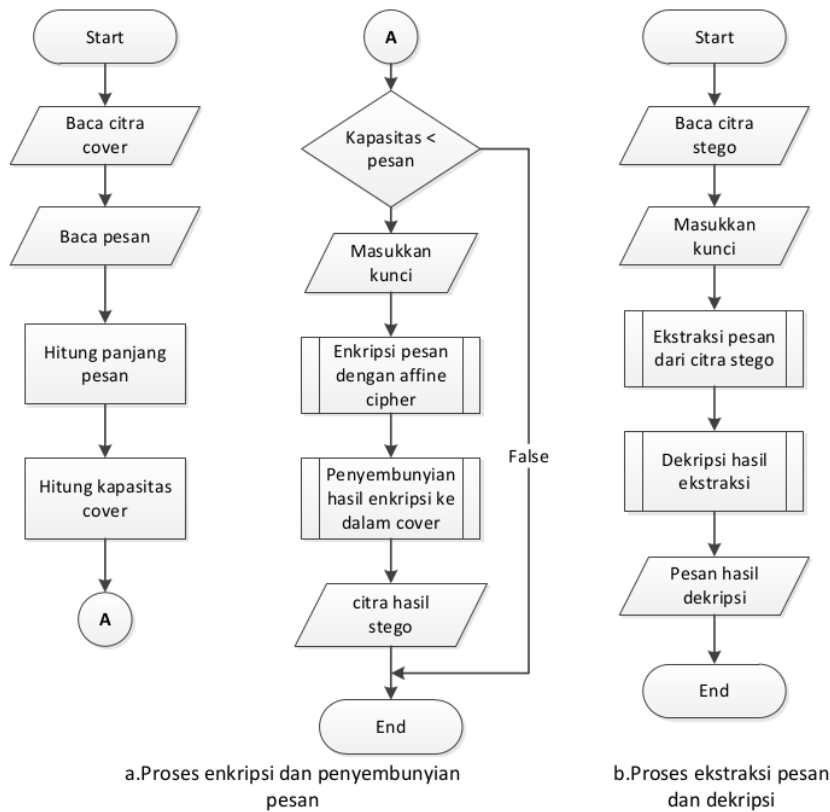 Start
Baca citra
cover
Baca pesan
Hitung panjang
pesan
Hitung kapasitas
cover
A
A
Kapasitas <
pesan
Masukkan
kunci
Enkripsi pesan
dengan affine
cipher
False
Penyembunyian
hasil enkripsi ke
dalam cover
citra hasil
stego
End
a.Proses enkripsi dan penyembunyian
pesan
Start
Baca citra
stego
Masukkan
kunci
Ekstraksi pesan
dari citra stego
Dekripsi hasil
ekstraksi
Pesan hasil
dekripsi
End
b.Proses ekstraksi pesan
dan dekripsi